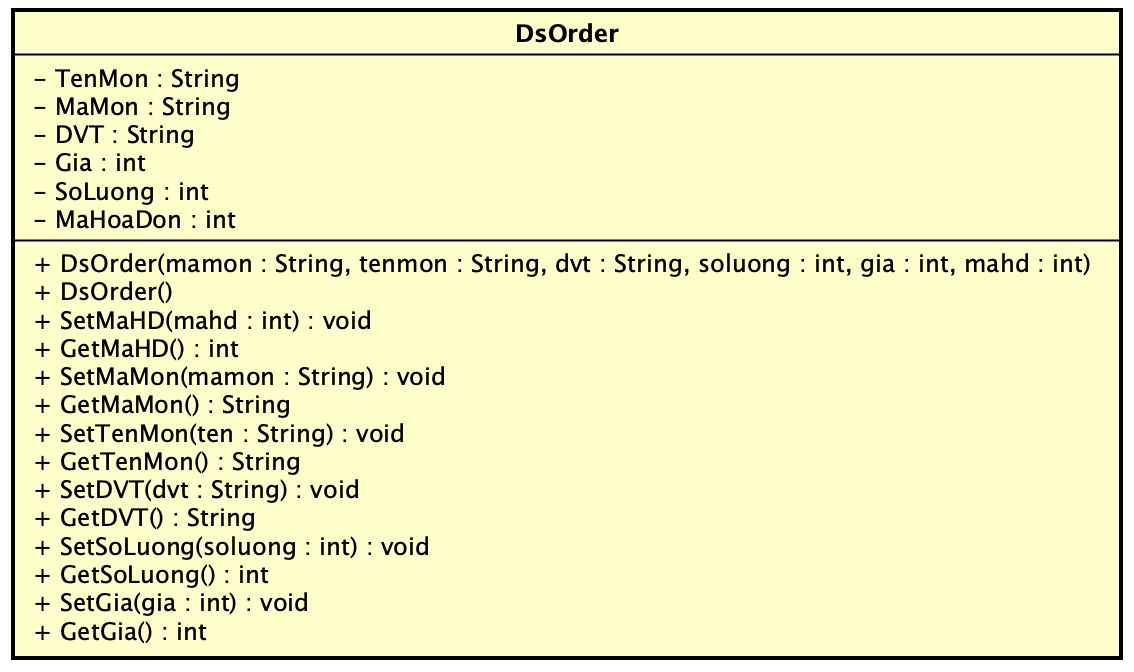 DsOrder
- TenMon : String
- MaMon : String
- DVT : String
- Gia : int
- SoLuong : int
- MaHoaDon : int
+ DsOrder(mamon : String, tenmon : String, dvt : String, soluong : int, gia : int, mahd : int)
+ DsOrder()
+ SetMaHD(mahd : int) : void
+ GetMaHD() : int
+ SetMaMon(mamon : String) : void
+ GetMaMon() : String
+ SetTenMon(ten : String) : void
+ GetTenMon() : String
+ SetDVT(dvt : String) : void
+ GetDVT() : String
+ SetSoLuong(soluong : int) : void
+ GetSoLuong() : int
+ SetGia(gia : int) : void
+ GetGia() : int